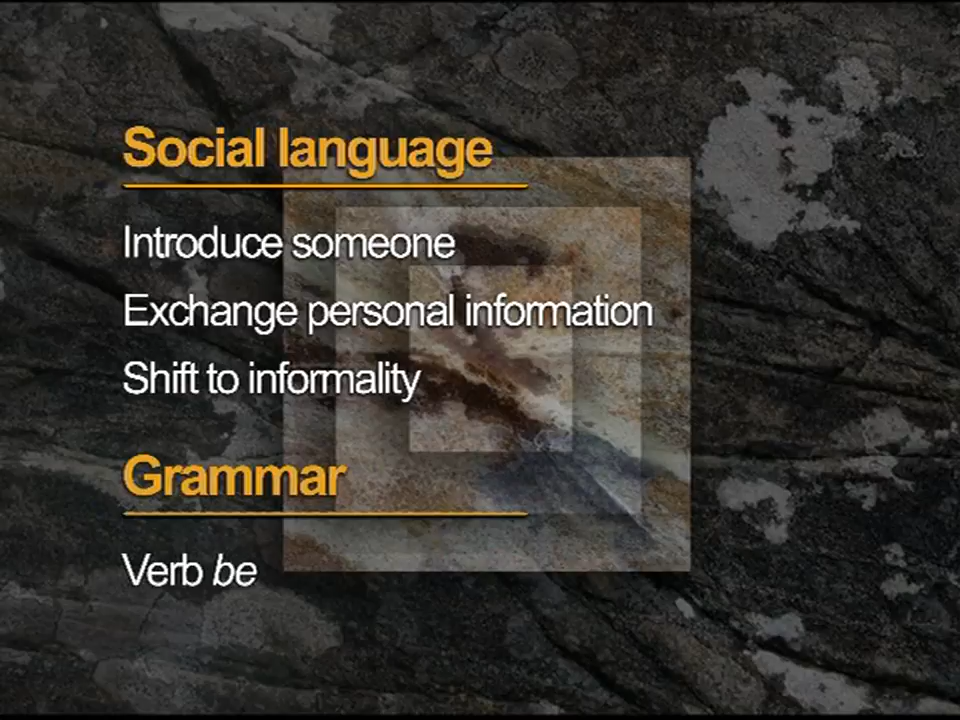 Social language
Introduce someone
Exchange personal information
Shift to informality
Grammar
Verb be